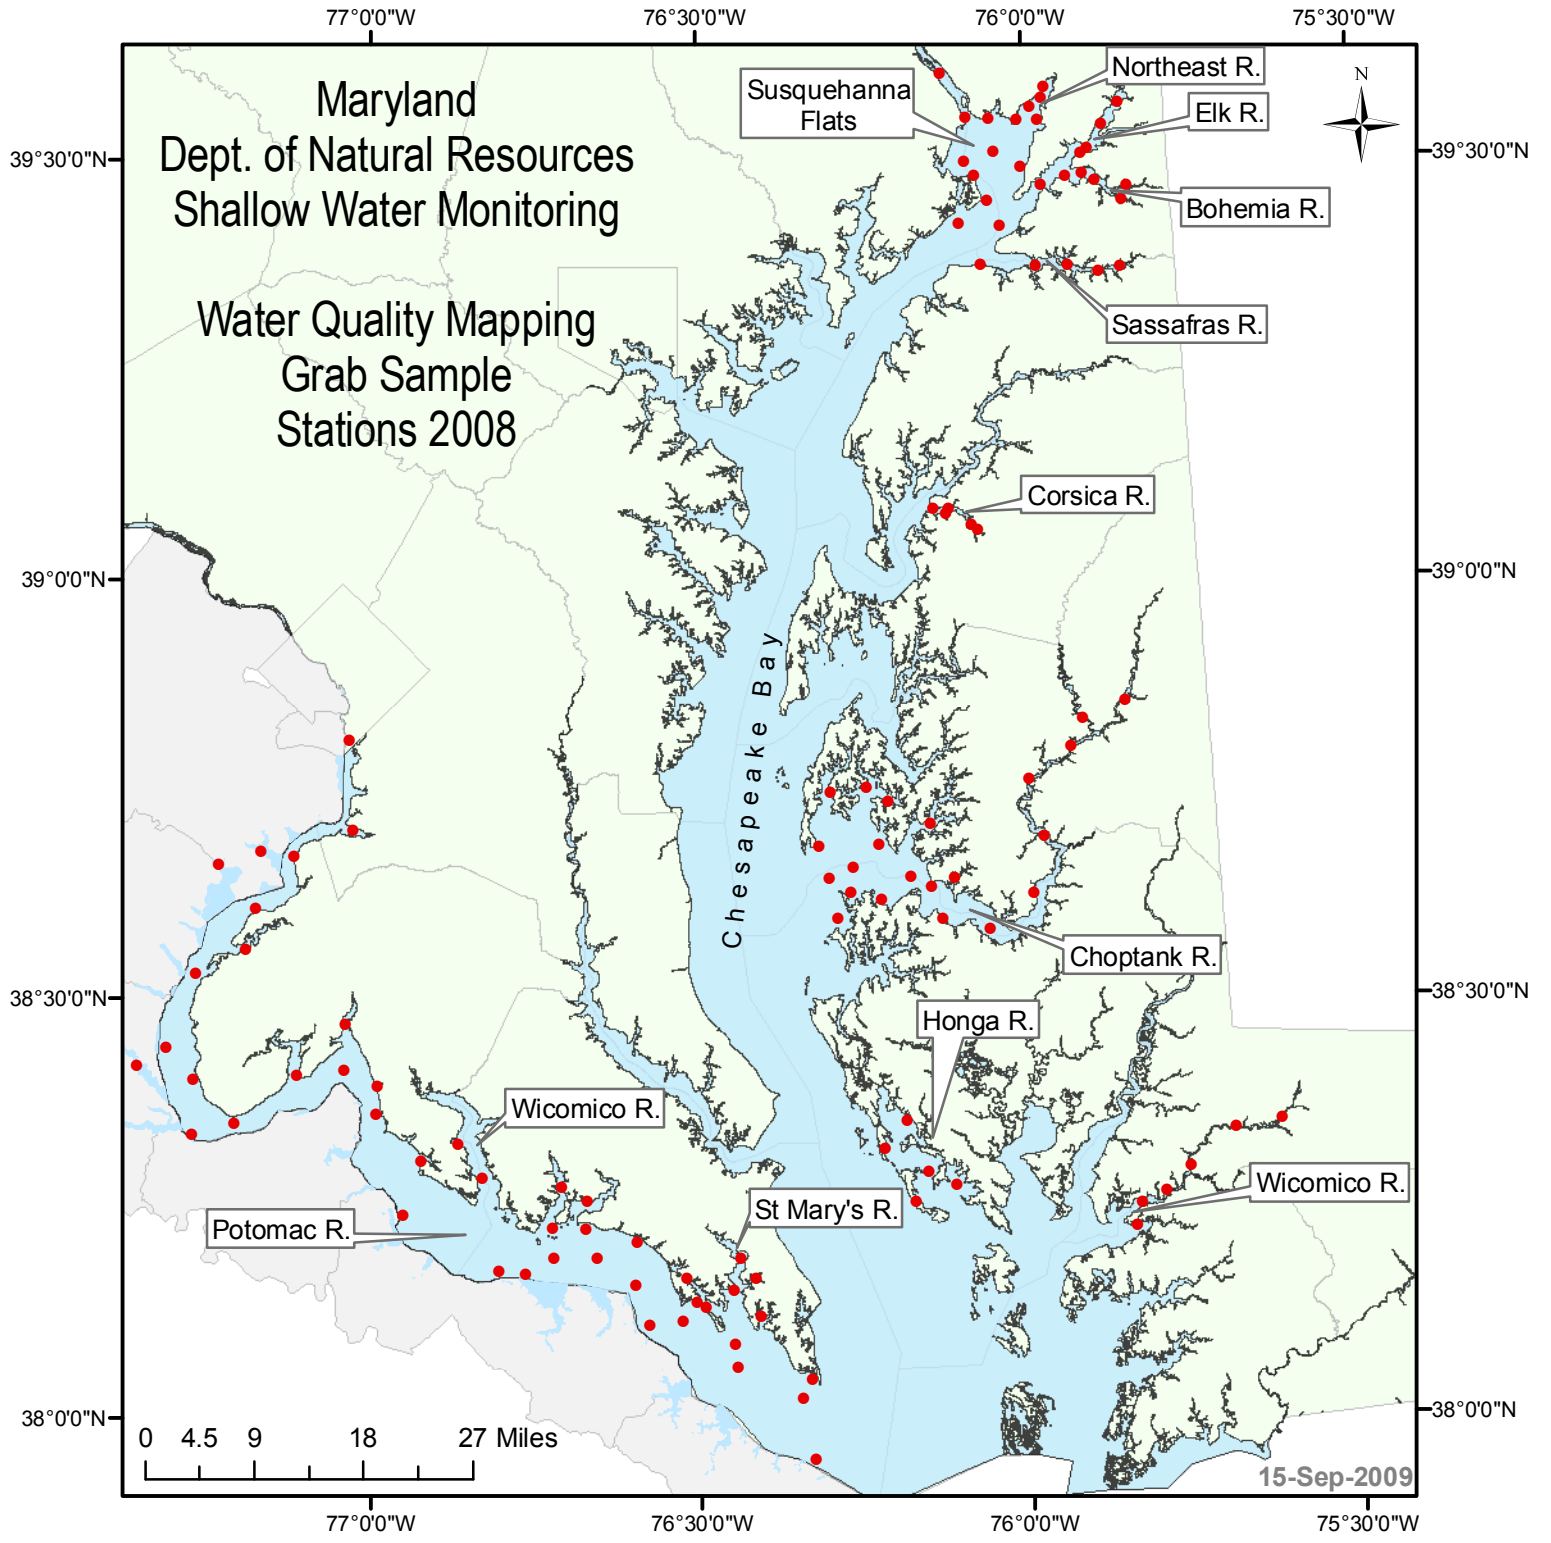 77°0'0"W
76°30'0"W
76°0'0"W
75°30'0"W
Maryland
Dept. of Natural Resources
Shallow Water Monitoring
Water Quality Mapping
Grab Sample
Stations 2008
Susquehanna
Flats
Northeast R.
N
Elk R.
39°30'0"N
39°30'0"N
Bohemia R.
Sassafras R.
Corsica R.
39°0'0"N
39°0'0"N
Chesapeake Bay
Choptank R.
38°30'0"N
38°30'0"N
Honga R.
Wicomico R.
Wicomico R.
St Mary's R.
Potomac R.
38°0'0"N
38°0'0"N
0 4.5 9 18 27 Miles
15-Sep-2009
77°0'0"W
76°30'0"W
76°0'0"W
75°30'0"W